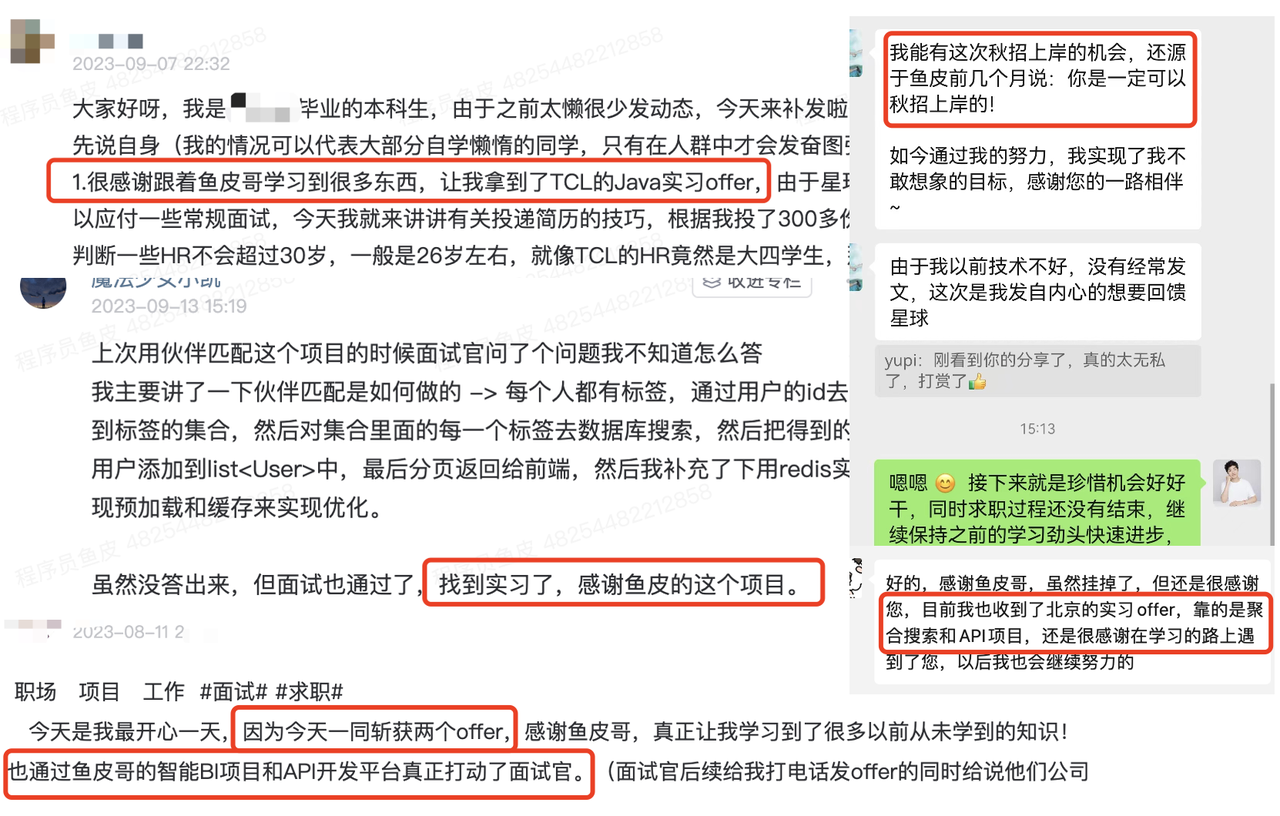 2023-09-07 22:32
大家好呀，我是
毕业的本科生，由于之前太懒很少发动态，今天来补发啦
先说自身（我的情况可以代表大部分自学懒惰的同学，只有在人群中才会发奋图
1.很感谢跟着鱼皮哥学习到很多东西，让我拿到了TCL的Java实习offer，由于星
以应付一些常规面试，今天我就来讲讲有关投递简历的技巧，根据我投了300多份
判断一些HR不会超过30岁，一般是26岁左右，就像TCL的HR竟然是大四学生，
魔法少女小凯
2023-09-13 15:19
收进专栏
上次用伙伴匹配这个项目的时候面试官问了个问题我不知道怎么答
我主要讲了一下伙伴匹配是如何做的 -> 每个人都有标签，通过用户的id去
到标签的集合，然后对集合里面的每一个标签去数据库搜索，然后把得到的
用户添加到list<User>中，最后分页返回给前端，然后我补充了下用redis实
现预加载和缓存来实现优化。
虽然没答出来，但面试也通过了，找到实习了，感谢鱼皮的这个项目。
2023-08-11 2
职场 项目 工作 #面试# #求职#
今天是我最开心一天，因为今天一同斩获两个offer，感谢鱼皮哥，真正让我学习到了很多以前从未学到的知识！
也通过鱼皮哥的智能BI项目和API开发平台真正打动了面试官。（面试官后续给我打电话发offer的同时给说他们公司
我能有这次秋招上岸的机会，还源
于鱼皮前几个月说：你是一定可以
秋招上岸的！
如今通过我的努力，我实现了我不
敢想象的目标，感谢您的一路相伴
~
由于我以前技术不好，没有经常发
文，这次是我发自内心的想要回馈
星球
yupi：刚看到你的分享了，真的太无私
了，打赏了👍
15:13
嗯嗯 😊 接下来就是珍惜机会好好
干，同时求职过程还没有结束，继
续保持之前的学习劲头快速进步，
好的，感谢鱼皮哥，虽然挂掉了，但还是很感谢
您，目前我也收到了北京的实习offer，靠的是聚
合搜索和API项目，还是很感谢在学习的路上遇
到了您，以后我也会继续努力的
程序员鱼皮 482544822128​58